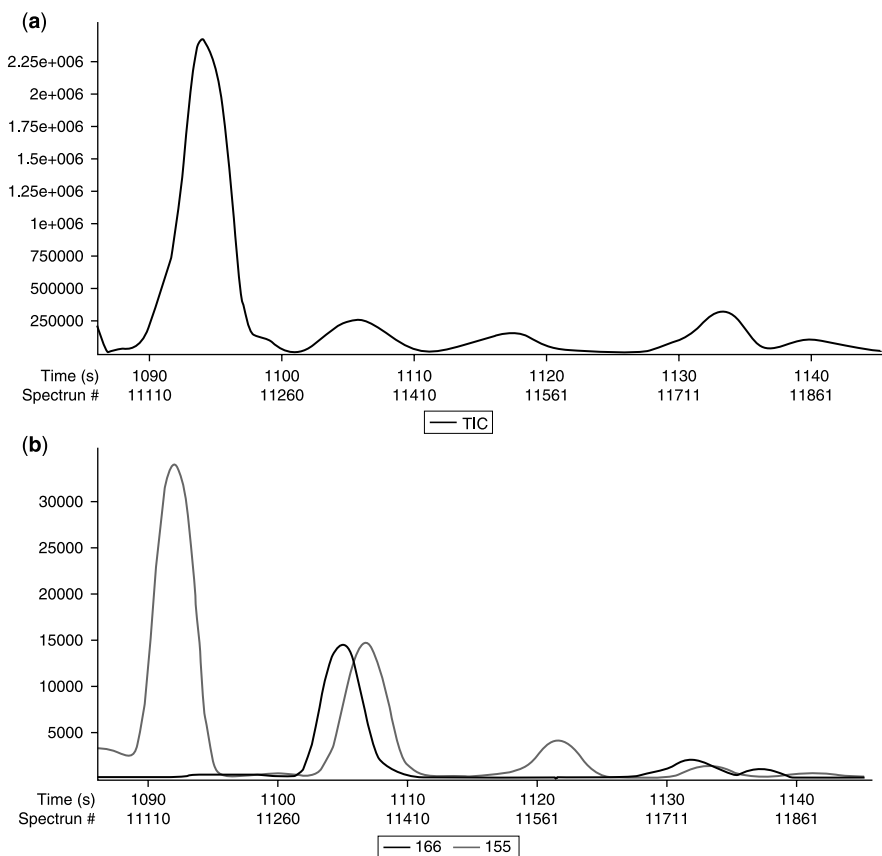 (a)
2.25e+006
2e+006
1.75e+006
1.5e+006
1.25e+006
1e+006
750000
500000
250000
Time (s) 1090 1100 1110 1120 1130 1140
Spectrun # 11110 11260 11410 11561 11711 11861
TIC
(b)
30000
25000
20000
15000
10000
5000
Time (s) 1090 1100 1110 1120 1130 1140
Spectrun # 11110 11260 11410 11561 11711 11861
166 155